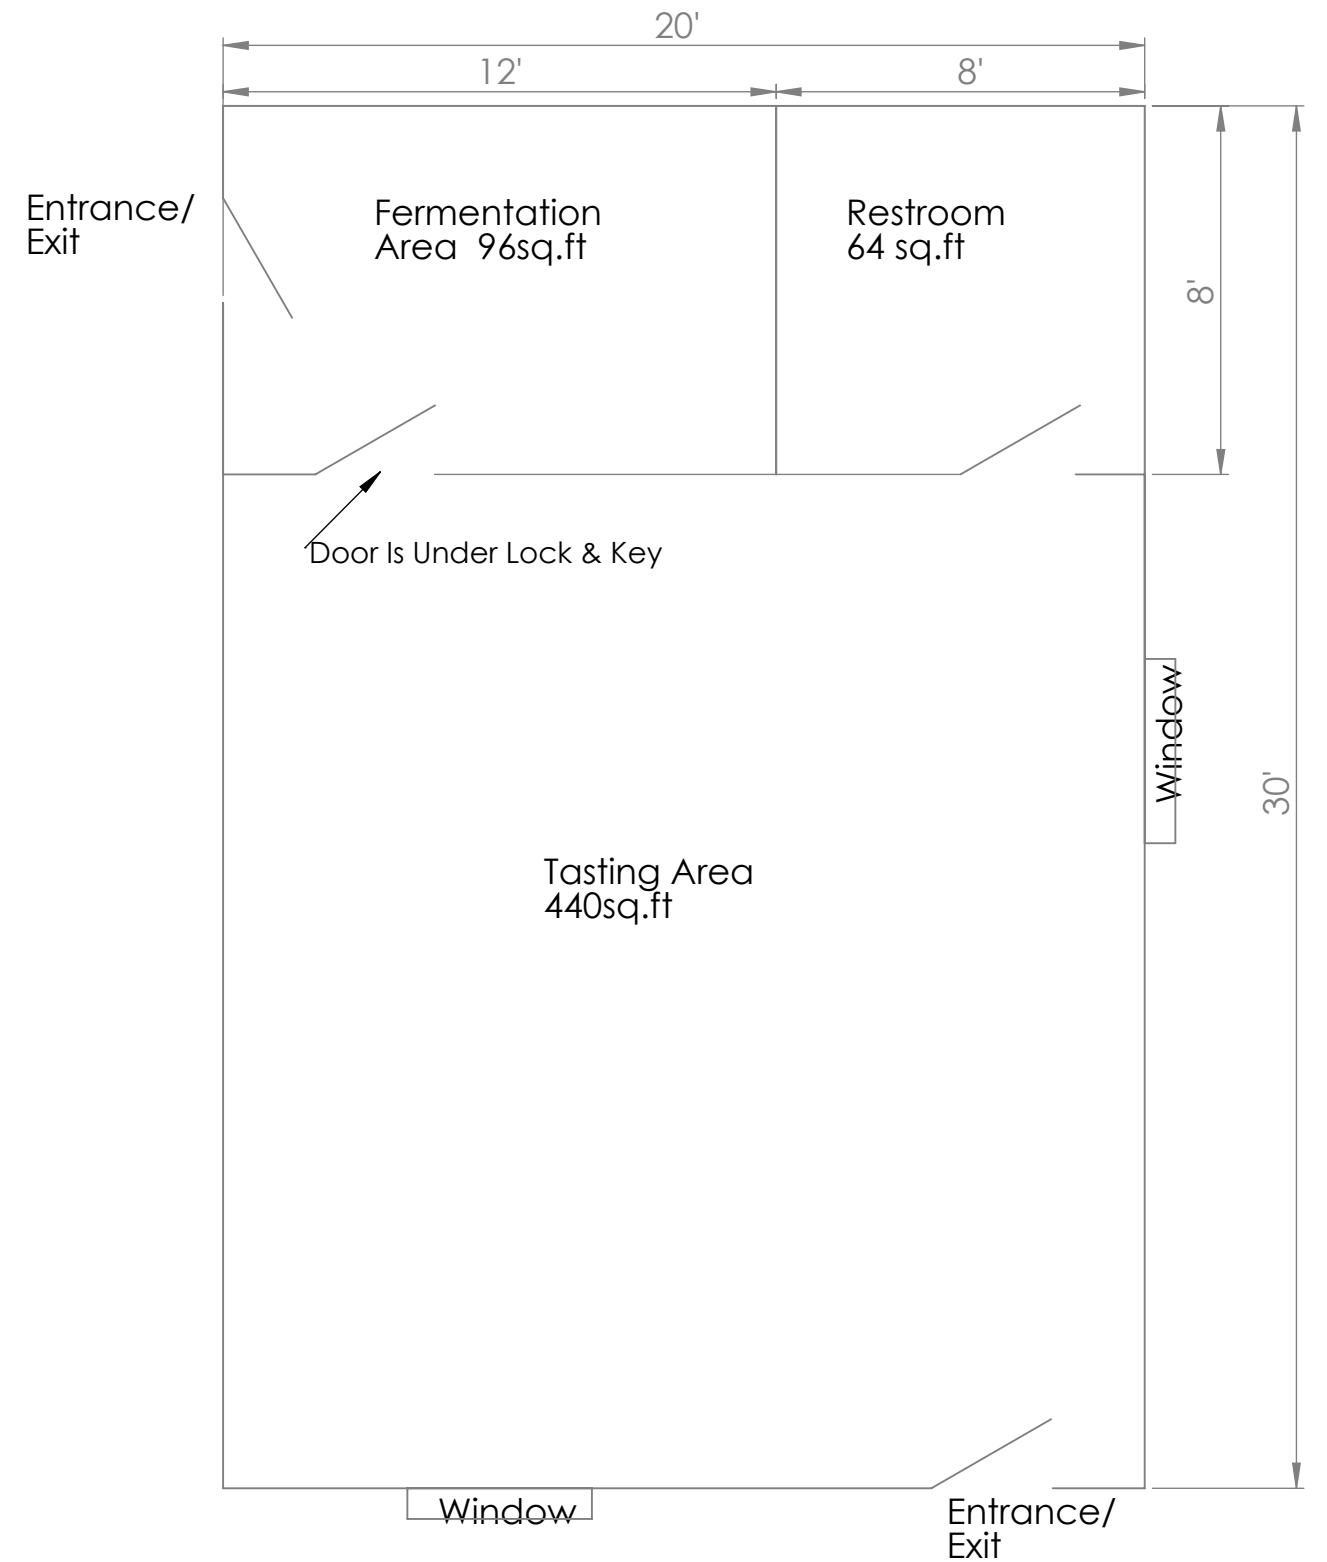 20'
12'
8'
Entrance/
Exit
Fermentation
Area 96sq.ft
Restroom
64 sq.ft
8'
Door Is Under Lock & Key
Window
30'
Tasting Area
440sq.ft
Window
Entrance/
Exit